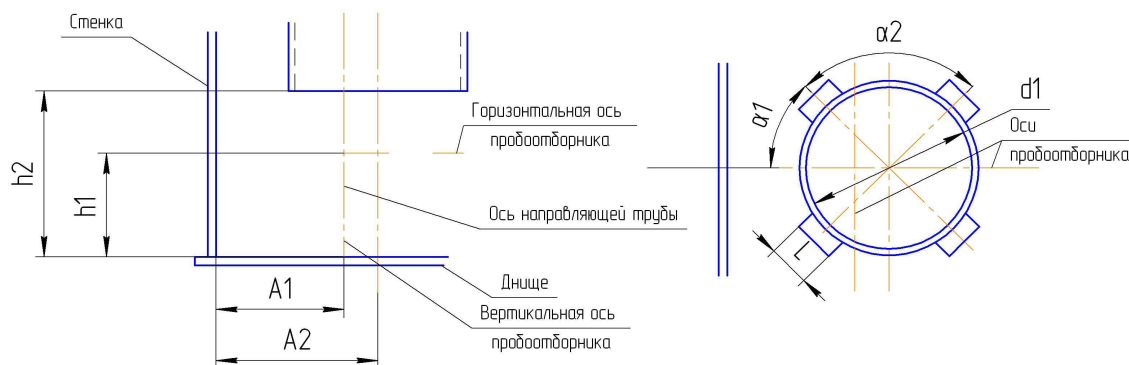 Стенка
h2
h1
Горизонтальная ось
пробоотборника
Ось направляющей трубы
Днище
A1
A2
Вертикальная ось
пробоотборника
α2
α1
d1
Оси
пробоотборника
L